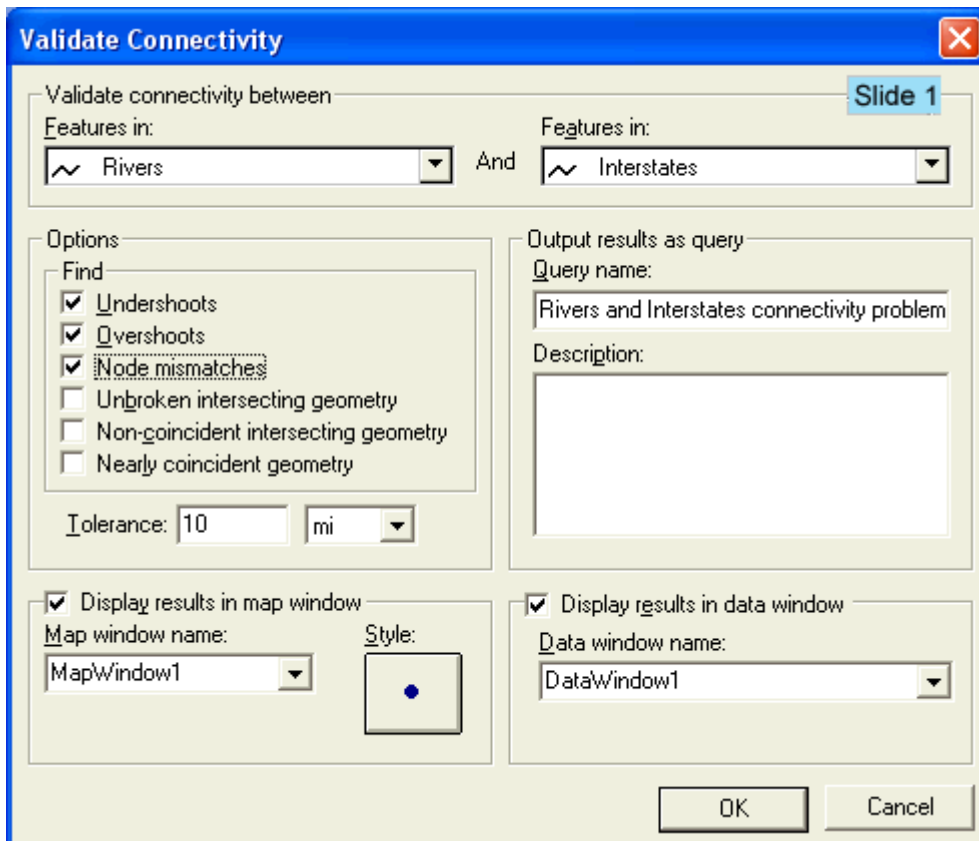 Validate Connectivity
Validate connectivity between
Slide 1
Features in:
Rivers
And
Features in:
Interstates
Options
Find
Undershoots
Overshoots
Node mismatches
Unbroken intersecting geometry
Non-coincident intersecting geometry
Nearly coincident geometry
Tolerance: 10 mi
Output results as query
Query name:
Rivers and Interstates connectivity problem
Description:
Display results in map window
Map window name:
MapWindow1
Style:
Display results in data window
Data window name:
DataWindow1
OK
Cancel